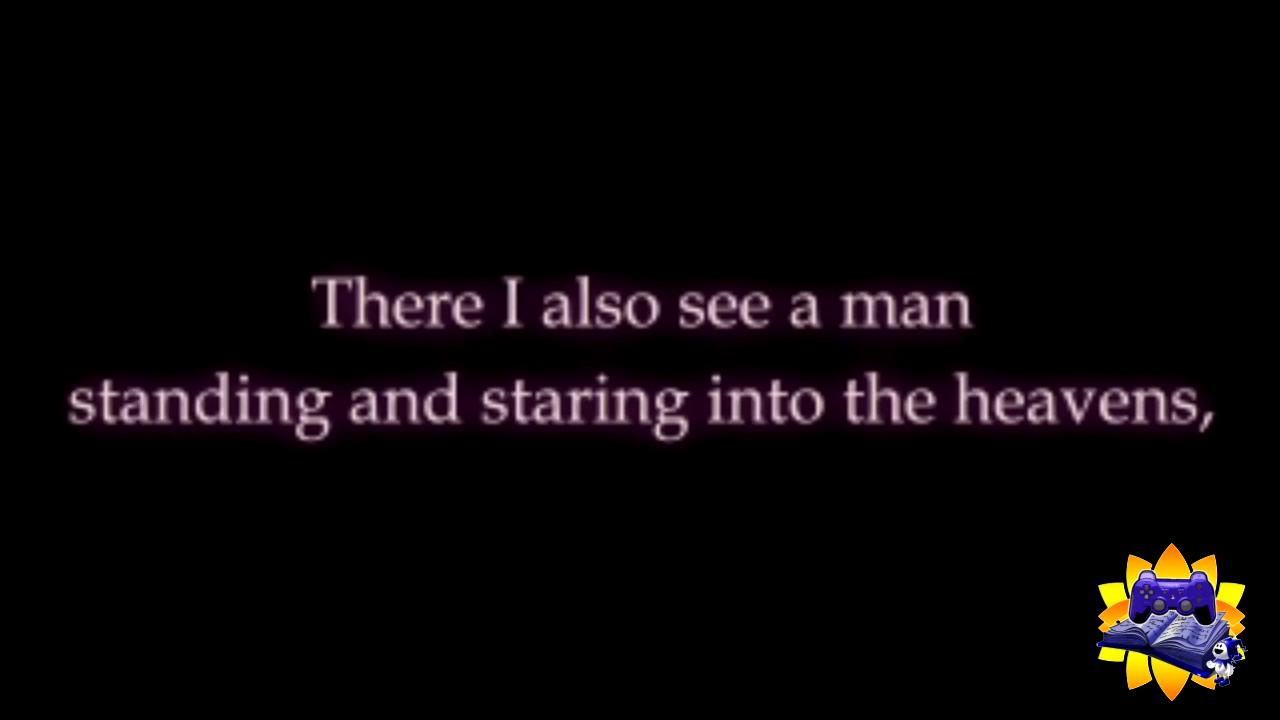 There I also see a man
standing and staring into the heavens,